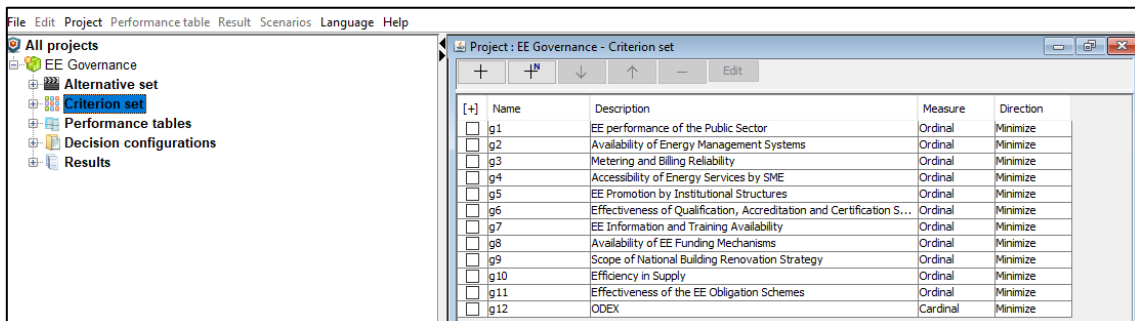 File Edit Project Performance table Result Scenarios Language Help
All projects
EE Governance
Alternative set
Criterion set
Performance tables
Decision configurations
Results
Project : EE Governance - Criterion set
+ +N ↓ ↑ − Edit
[+] Name Description Measure Direction
g1 EE performance of the Public Sector Ordinal Minimize
g2 Availability of Energy Management Systems Ordinal Minimize
g3 Metering and Billing Reliability Ordinal Minimize
g4 Accessibility of Energy Services by SME Ordinal Minimize
g5 EE Promotion by Institutional Structures Ordinal Minimize
g6 Effectiveness of Qualification, Accreditation and Certification S... Ordinal Minimize
g7 EE Information and Training Availability Ordinal Minimize
g8 Availability of EE Funding Mechanisms Ordinal Minimize
g9 Scope of National Building Renovation Strategy Ordinal Minimize
g10 Efficiency in Supply Ordinal Minimize
g11 Effectiveness of the EE Obligation Schemes Ordinal Minimize
g12 ODEX Cardinal Minimize